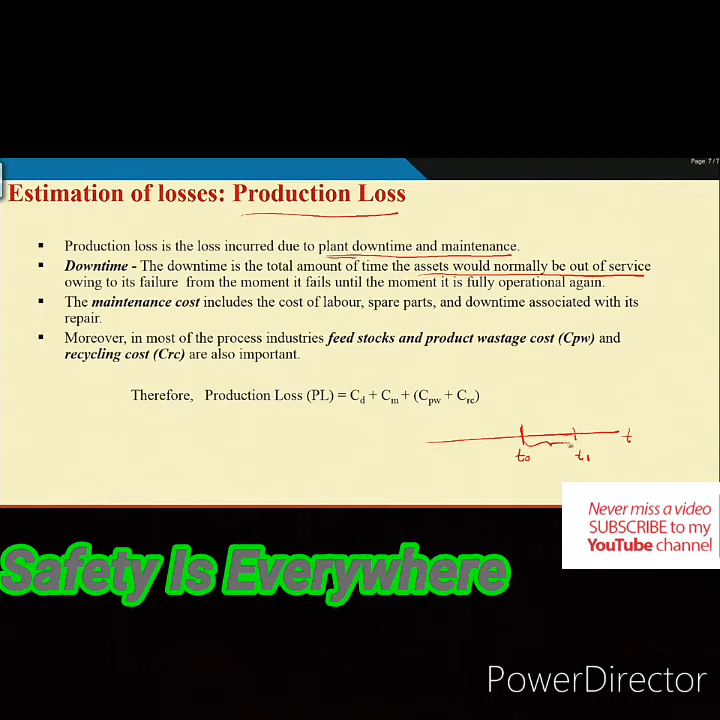 Page 7 / 7
Estimation of losses: Production Loss
▪ Production loss is the loss incurred due to plant downtime and maintenance.
▪ Downtime - The downtime is the total amount of time the assets would normally be out of service
owing to its failure from the moment it fails until the moment it is fully operational again.
▪ The maintenance cost includes the cost of labour, spare parts, and downtime associated with its
repair.
▪ Moreover, in most of the process industries feed stocks and product wastage cost (Cpw) and
recycling cost (Crc) are also important.
Therefore, Production Loss (PL) = Cd + Cm + (Cpw + Crc)
t
t0 t1
Never miss a video
SUBSCRIBE to my
YouTube channel
Safety Is Everywhere
PowerDirector